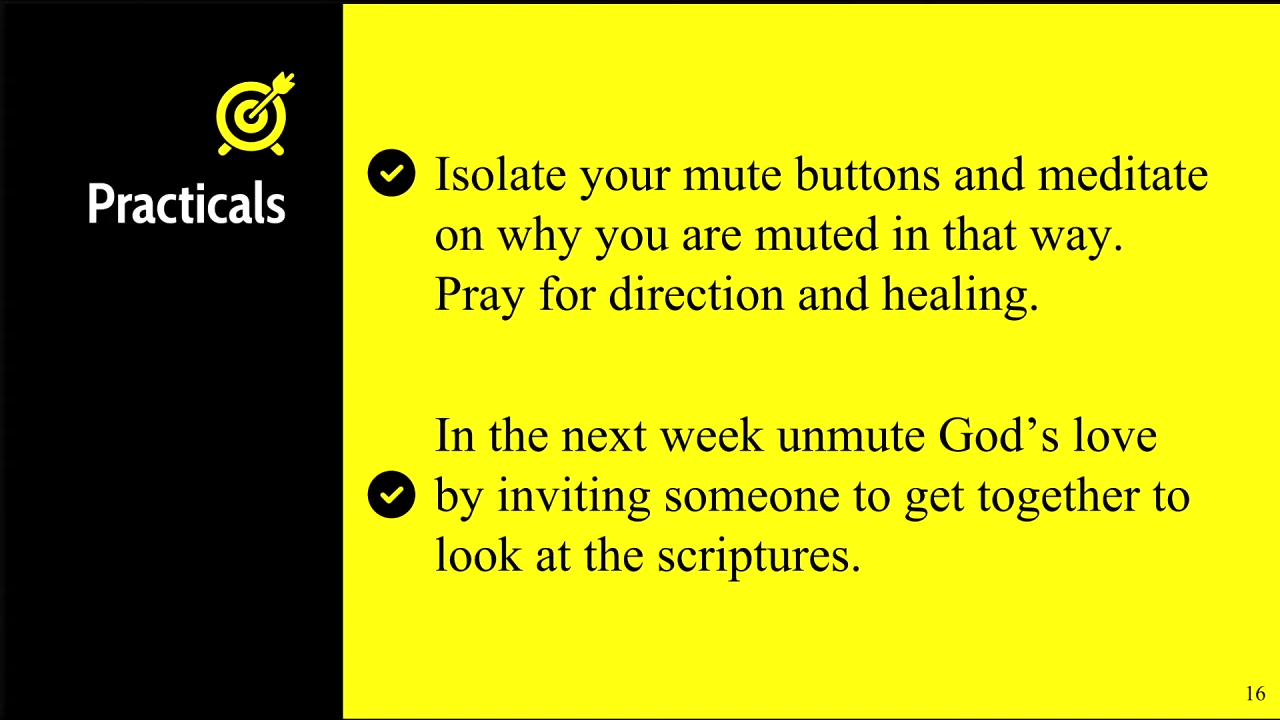 Practicals
Isolate your mute buttons and meditate
on why you are muted in that way.
Pray for direction and healing.
In the next week unmute God’s love
by inviting someone to get together to
look at the scriptures.
16